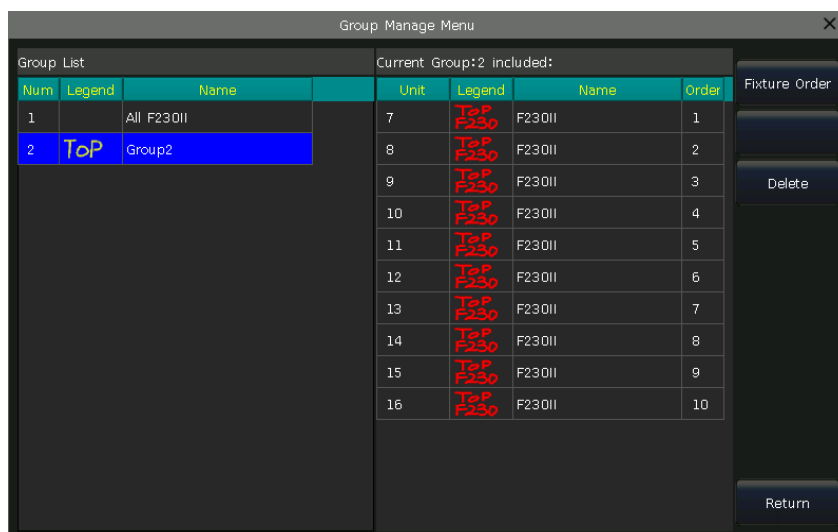 Group Manage Menu
Group List
Num Legend Name
1 All F230II
2 ToP Group2
Current Group:2 included:
Unit Legend Name Order
7 ToP F230 F230II 1
8 ToP F230 F230II 2
9 ToP F230 F230II 3
10 ToP F230 F230II 4
11 ToP F230 F230II 5
12 ToP F230 F230II 6
13 ToP F230 F230II 7
14 ToP F230 F230II 8
15 ToP F230 F230II 9
16 ToP F230 F230II 10
Fixture Order
Delete
Return